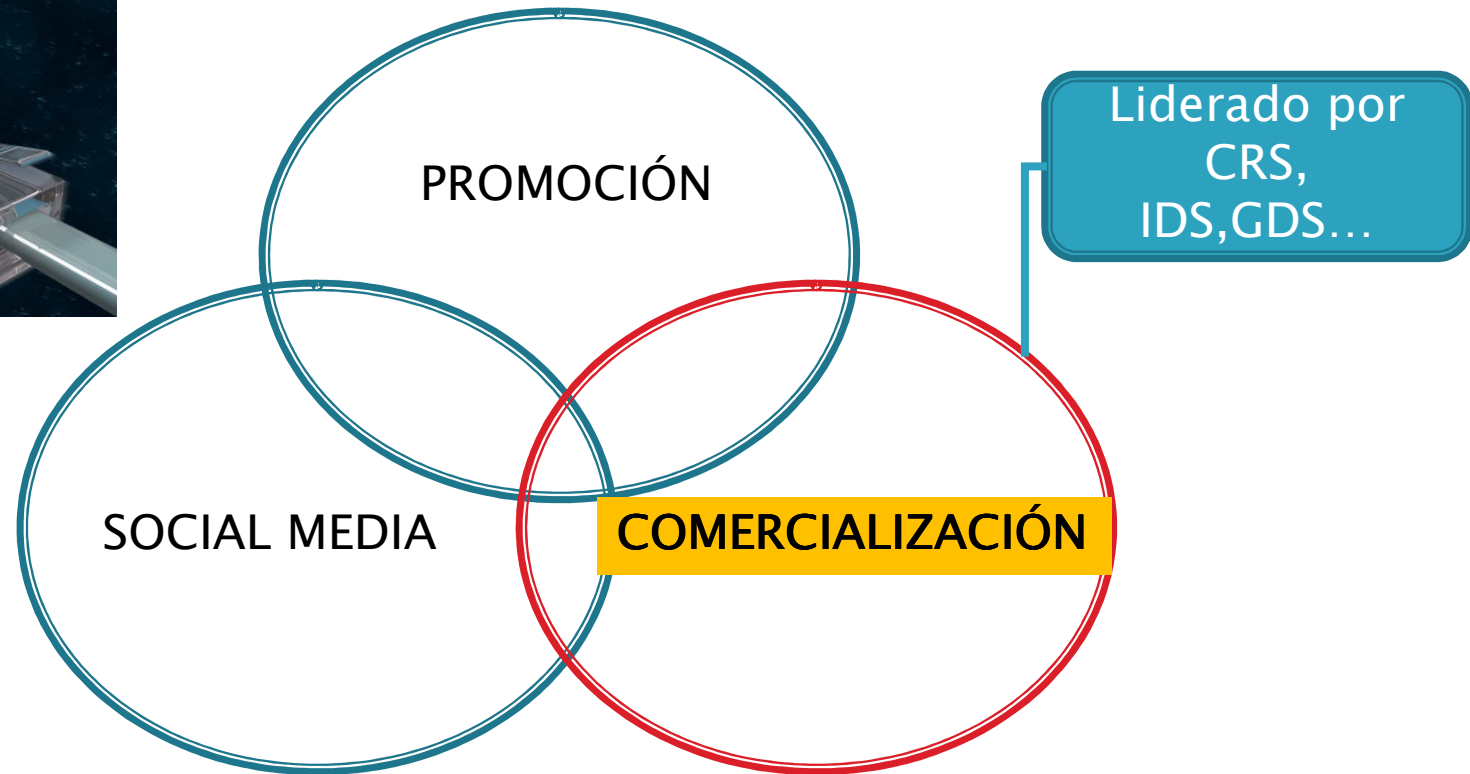 PROMOCIÓN
Liderado por
CRS,
IDS,GDS...
SOCIAL MEDIA
COMERCIALIZACIÓN